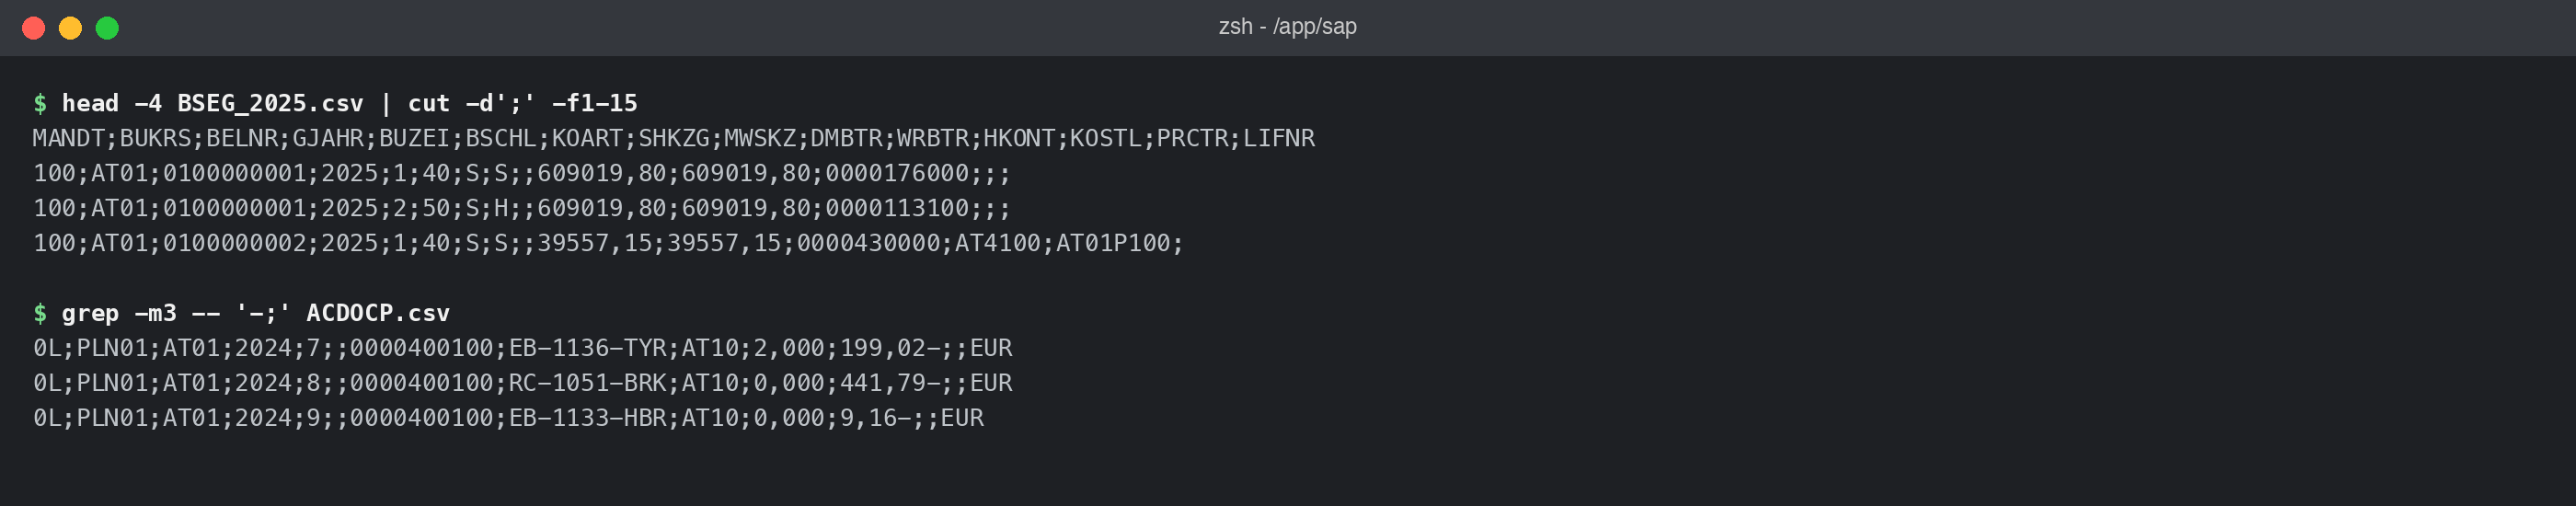 zsh - /app/sap
$ head -4 BSEG_2025.csv | cut -d';' -f1-15
MANDT;BUKRS;BELNR;GJAHR;BUZEI;BSCHL;KOART;SHKZG;MWSKZ;DMBTR;WRBTR;HKONT;KOSTL;PRCTR;LIFNR
100;AT01;0100000001;2025;1;40;S;S;;609019,80;609019,80;0000176000;;;
100;AT01;0100000001;2025;2;50;S;H;;609019,80;609019,80;0000113100;;;
100;AT01;0100000002;2025;1;40;S;S;;39557,15;39557,15;0000430000;AT4100;AT01P100;
$ grep -m3 -- '-;' ACDOCP.csv
0L;PLN01;AT01;2024;7;;0000400100;EB-1136-TYR;AT10;2,000;199,02-;;EUR
0L;PLN01;AT01;2024;8;;0000400100;RC-1051-BRK;AT10;0,000;441,79-;;EUR
0L;PLN01;AT01;2024;9;;0000400100;EB-1133-HBR;AT10;0,000;9,16-;;EUR